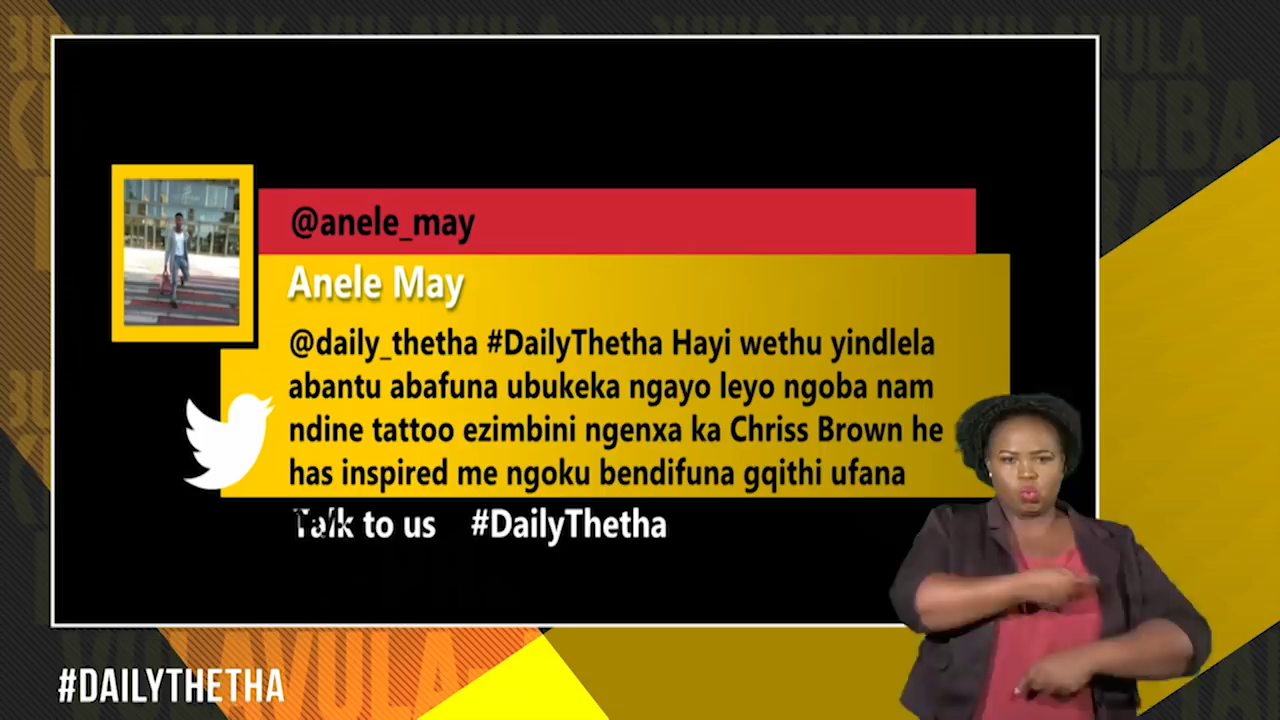 @anele_may
Anele May
@daily_thetha #DailyThetha Hayi wethu yindlela
abantu abafuna ubukeka ngayo leyo ngoba nam
ndine tattoo ezimbini ngenxa ka Chriss Brown he
has inspired me ngoku bendifuna gqithi ufana
Talk to us #DailyThetha
#DAILYTHETHA